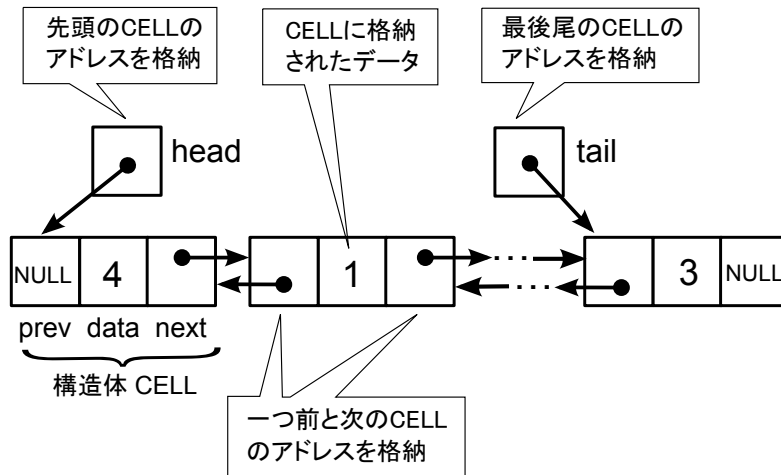 先頭のCELLの
アドレスを格納
CELLに格納
されたデータ
最後尾のCELLの
アドレスを格納
head
tail
NULL 4
1
3 NULL
prev data next
構造体 CELL
一つ前と次のCELL
のアドレスを格納